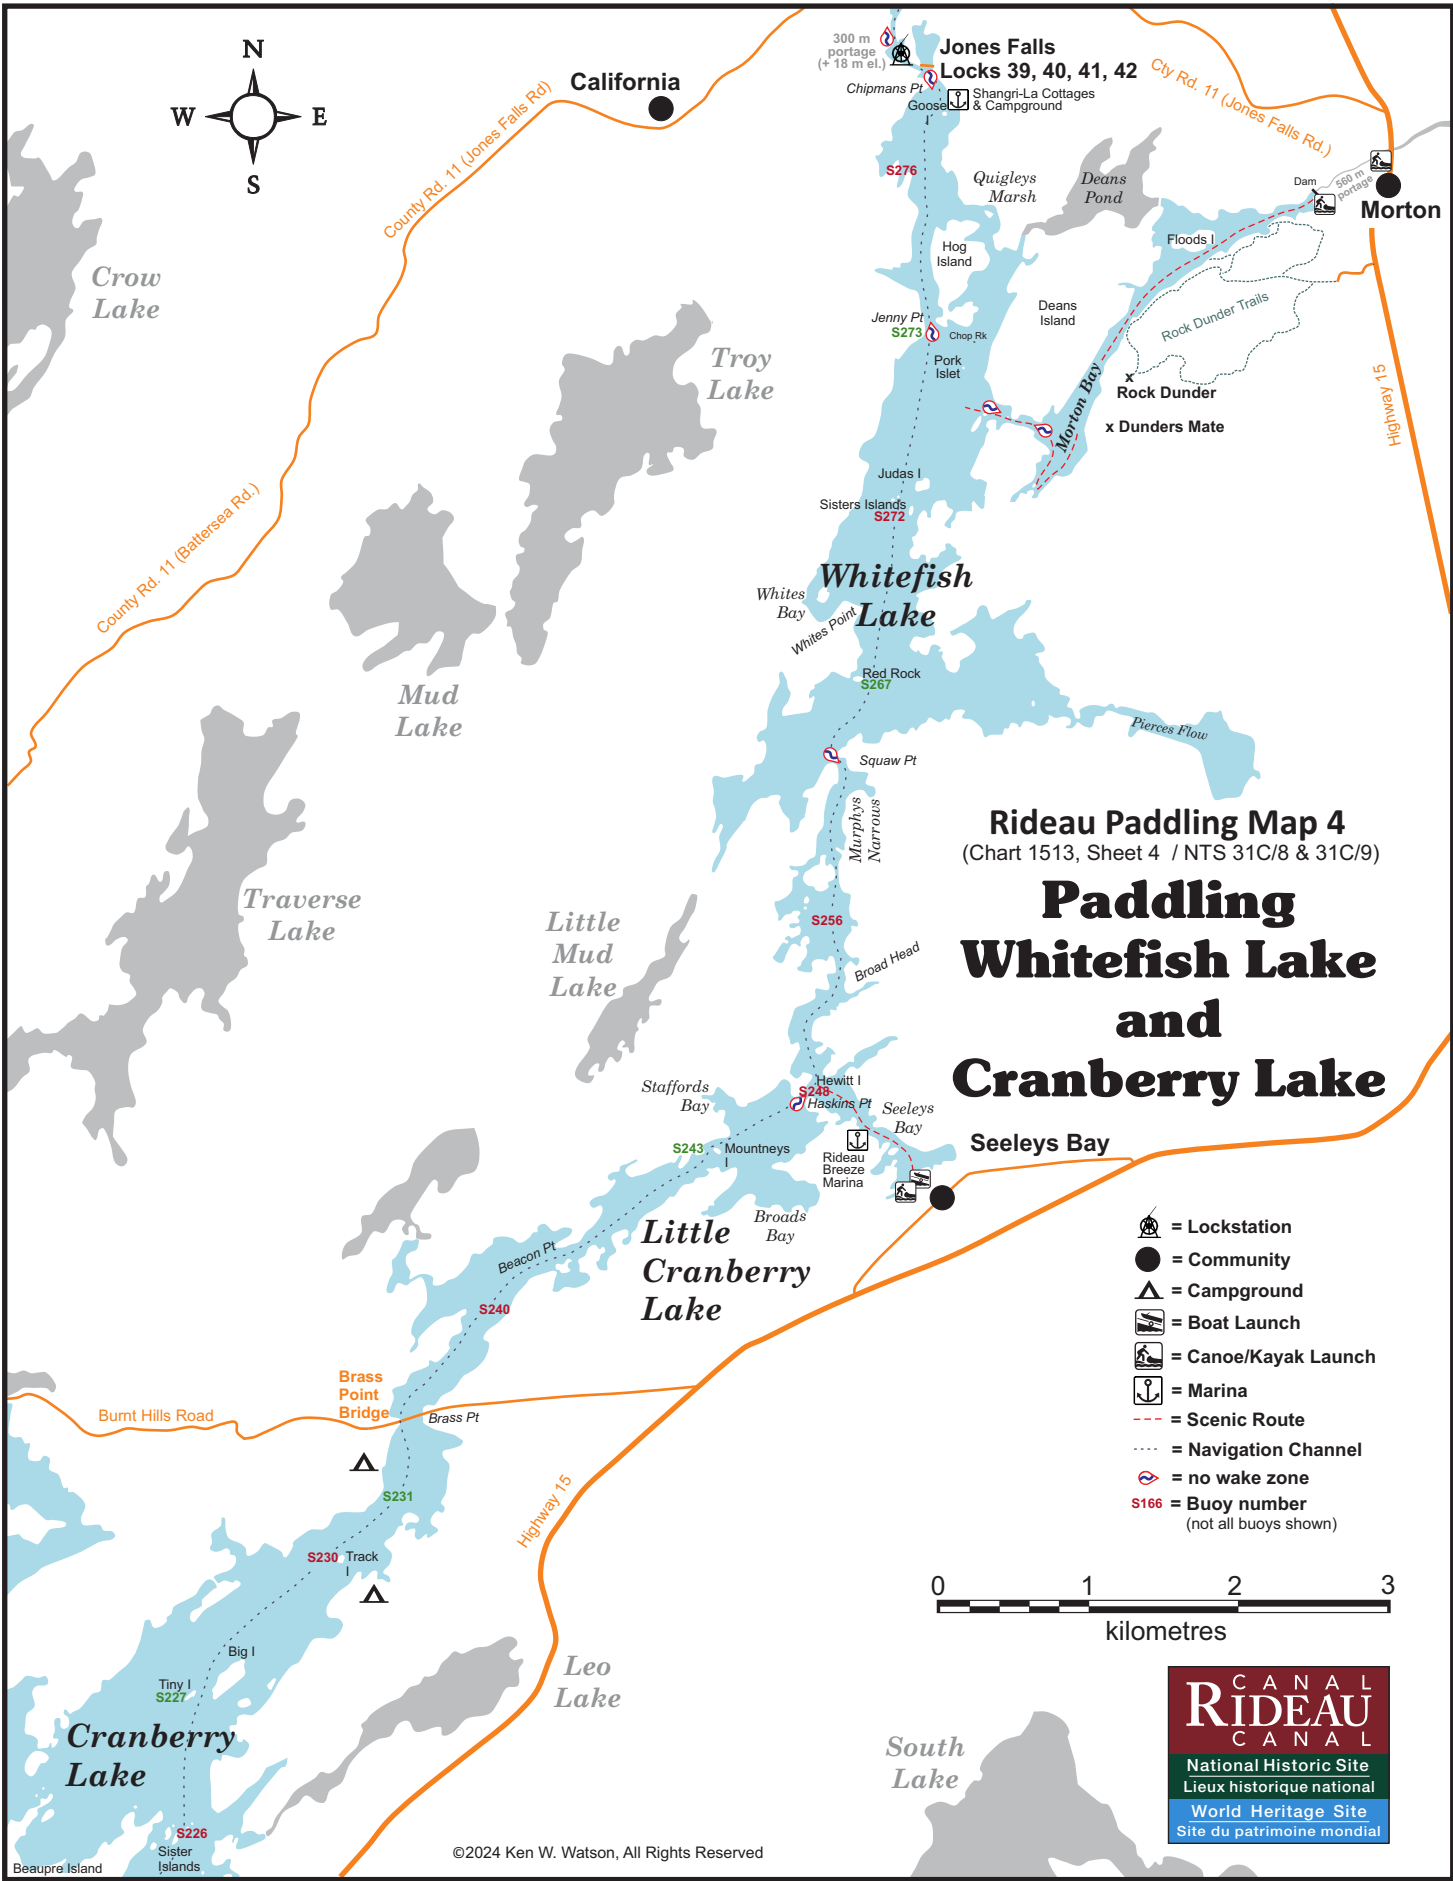 N
W
E
S
California
County Rd. 11 (Jones Falls Rd)
300 m
portage
(+ 18 m el.)
Jones Falls
Locks 39, 40, 41, 42
Chipmans Pt
Goose I
Shangri-La Cottages
& Campground
Cty Rd. 11 (Jones Falls Rd.)
S276
Quigleys
Marsh
Deans
Pond
Dam
560 m
portage
Morton
Floods I
Hog
Island
Crow
Lake
Deans
Island
Rock Dunder Trails
Jenny Pt
S273
Chop Rk
Pork
Islet
Troy
Lake
Morton Bay
x
Rock Dunder
x Dunders Mate
Highway 15
Judas I
Sisters Islands
S272
County Rd. 11 (Battersea Rd.)
Whitefish
Lake
Whites
Bay
Whites Point
Red Rock
S267
Mud
Lake
Pierces Flow
Squaw Pt
Murphys
Narrows
Rideau Paddling Map 4
(Chart 1513, Sheet 4 / NTS 31C/8 & 31C/9)
Paddling
Whitefish Lake
and
Cranberry Lake
Traverse
Lake
Little
Mud
Lake
S256
Broad Head
Hewitt I
S248
Haskins Pt
Staffords
Bay
Seeleys
Bay
S243
Mountneys
I
Rideau
Breeze
Marina
Seeleys Bay
Broads
Bay
Little
Cranberry
Lake
Beacon Pt
S240
= Lockstation
= Community
= Campground
= Boat Launch
= Canoe/Kayak Launch
= Marina
= Scenic Route
= Navigation Channel
= no wake zone
S166 = Buoy number
(not all buoys shown)
Brass
Point
Bridge
Burnt Hills Road
Brass Pt
S231
Highway 15
S230
Track
I
0 1 2 3
kilometres
Big I
Tiny I
S227
Leo
Lake
Cranberry
Lake
South
Lake
CANAL
RIDEAU
CANAL
National Historic Site
Lieux historique national
World Heritage Site
Site du patrimoine mondial
S226
Sister
Islands
Beaupre Island
©2024 Ken W. Watson, All Rights Reserved